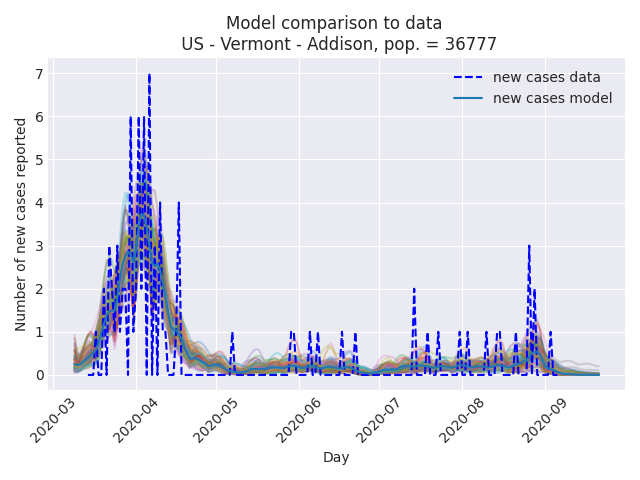 Model comparison to data
US - Vermont - Addison, pop. = 36777
new cases data
new cases model
Number of new cases reported
7
6
5
4
3
2
1
0
2020-03
2020-04
2020-05
2020-06
2020-07
2020-08
2020-09
Day